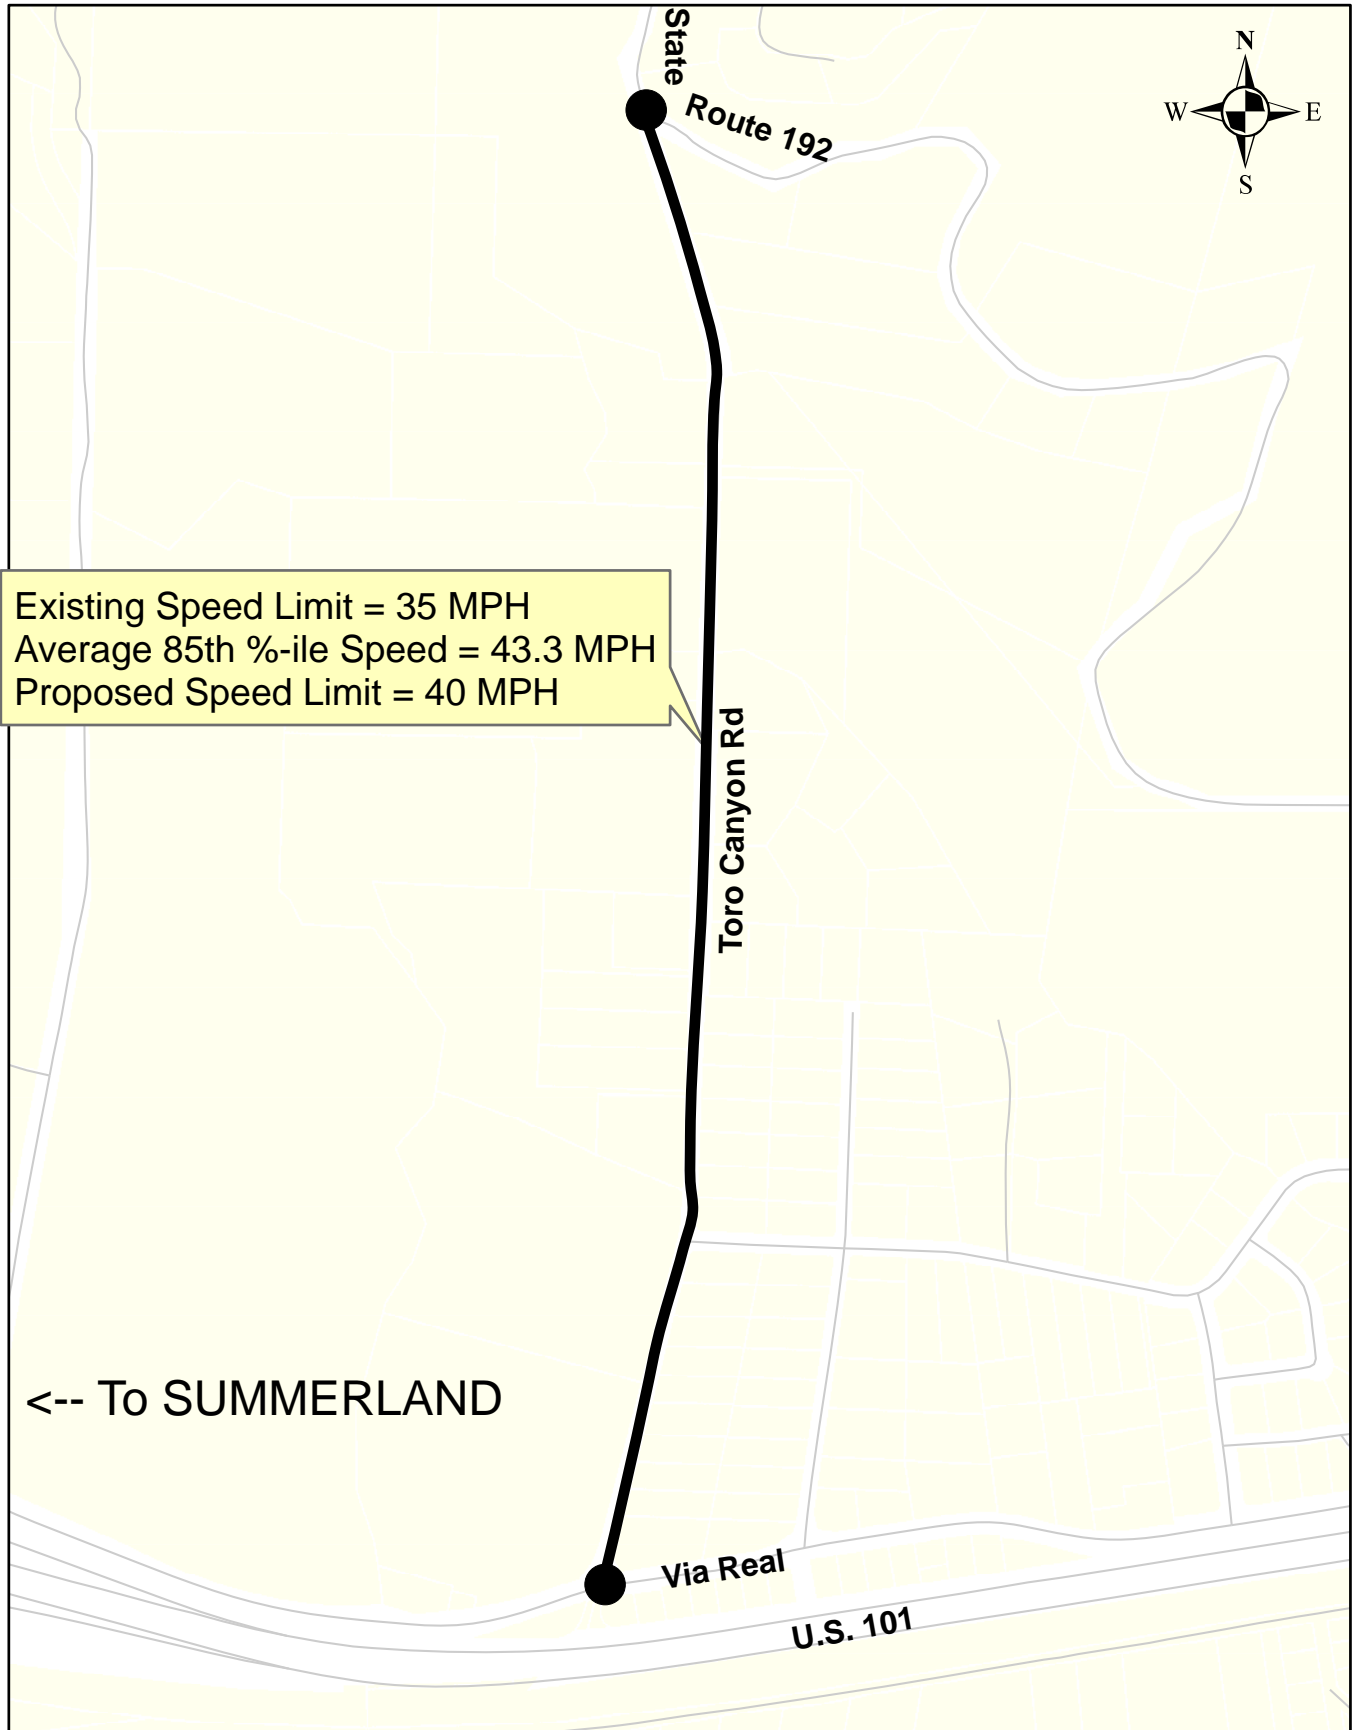 State
Route 192
N
W
E
S
Existing Speed Limit = 35 MPH
Average 85th %-ile Speed = 43.3 MPH
Proposed Speed Limit = 40 MPH
Toro Canyon Rd
<-- To SUMMERLAND
Via Real
U.S. 101